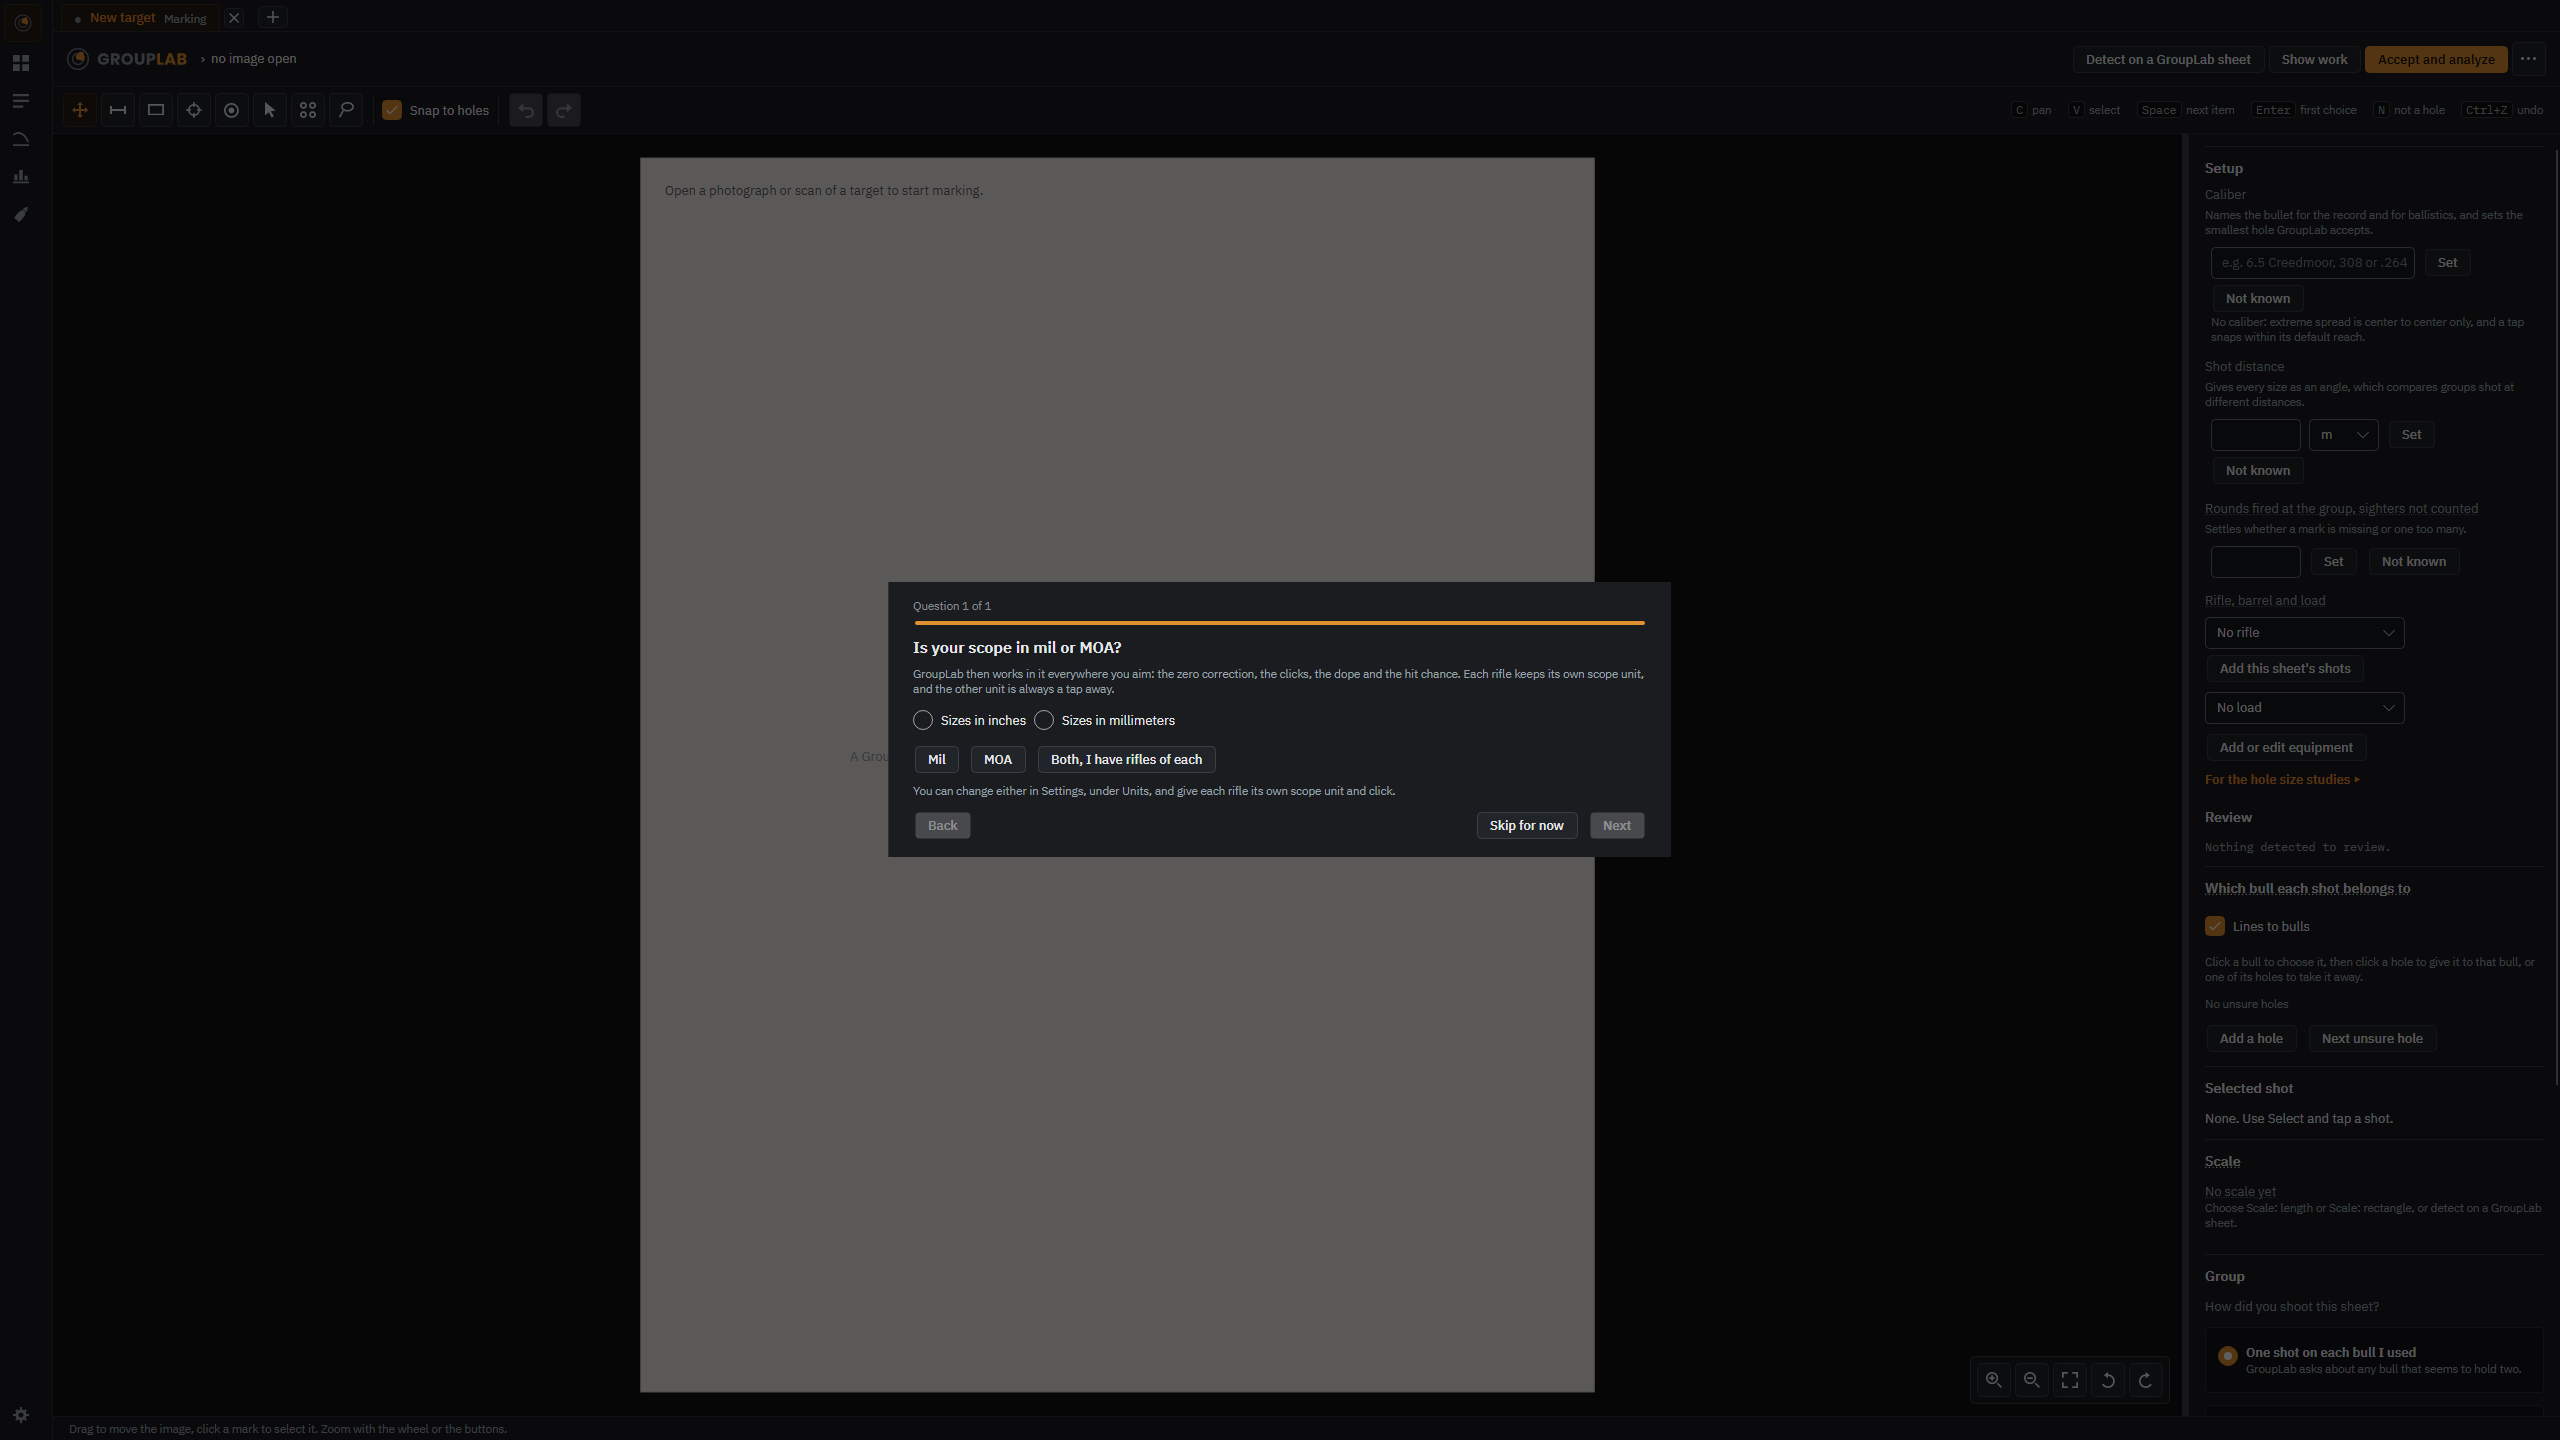 New target Marking
GROUPLAB › no image open
Detect on a GroupLab sheet Show work Accept and analyze
Snap to holes
C pan V select Space next item Enter first choice N not a hole Ctrl+Z undo
Open a photograph or scan of a target to start marking.
A Grou
Question 1 of 1
Is your scope in mil or MOA?
GroupLab then works in it everywhere you aim: the zero correction, the clicks, the dope and the hit chance. Each rifle keeps its own scope unit,
and the other unit is always a tap away.
Sizes in inches Sizes in millimeters
Mil MOA Both, I have rifles of each
You can change either in Settings, under Units, and give each rifle its own scope unit and click.
Back Skip for now Next
Setup
Caliber
Names the bullet for the record and for ballistics, and sets the
smallest hole GroupLab accepts.
e.g. 6.5 Creedmoor, 308 or .264 Set
Not known
No caliber: extreme spread is center to center only, and a tap
snaps within its default reach.
Shot distance
Gives every size as an angle, which compares groups shot at
different distances.
m Set
Not known
Rounds fired at the group, sighters not counted
Settles whether a mark is missing or one too many.
Set Not known
Rifle, barrel and load
No rifle
Add this sheet's shots
No load
Add or edit equipment
For the hole size studies ▸
Review
Nothing detected to review.
Which bull each shot belongs to
Lines to bulls
Click a bull to choose it, then click a hole to give it to that bull, or
one of its holes to take it away.
No unsure holes
Add a hole Next unsure hole
Selected shot
None. Use Select and tap a shot.
Scale
No scale yet
Choose Scale: length or Scale: rectangle, or detect on a GroupLab
sheet.
Group
How did you shoot this sheet?
One shot on each bull I used
GroupLab asks about any bull that seems to hold two.
Drag to move the image, click a mark to select it. Zoom with the wheel or the buttons.